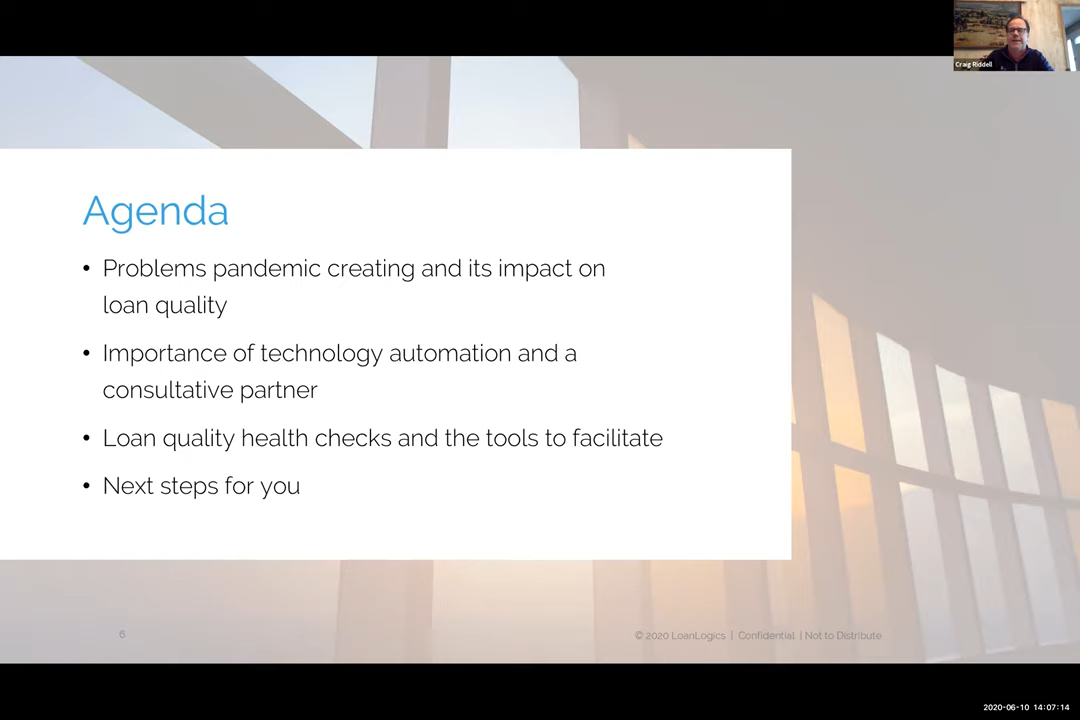 Craig Riddell
Agenda
• Problems pandemic creating and its impact on
loan quality
• Importance of technology automation and a
consultative partner
• Loan quality health checks and the tools to facilitate
• Next steps for you
6
© 2020 LoanLogics | Confidential | Not to Distribute
2020-06-10 14:07:14